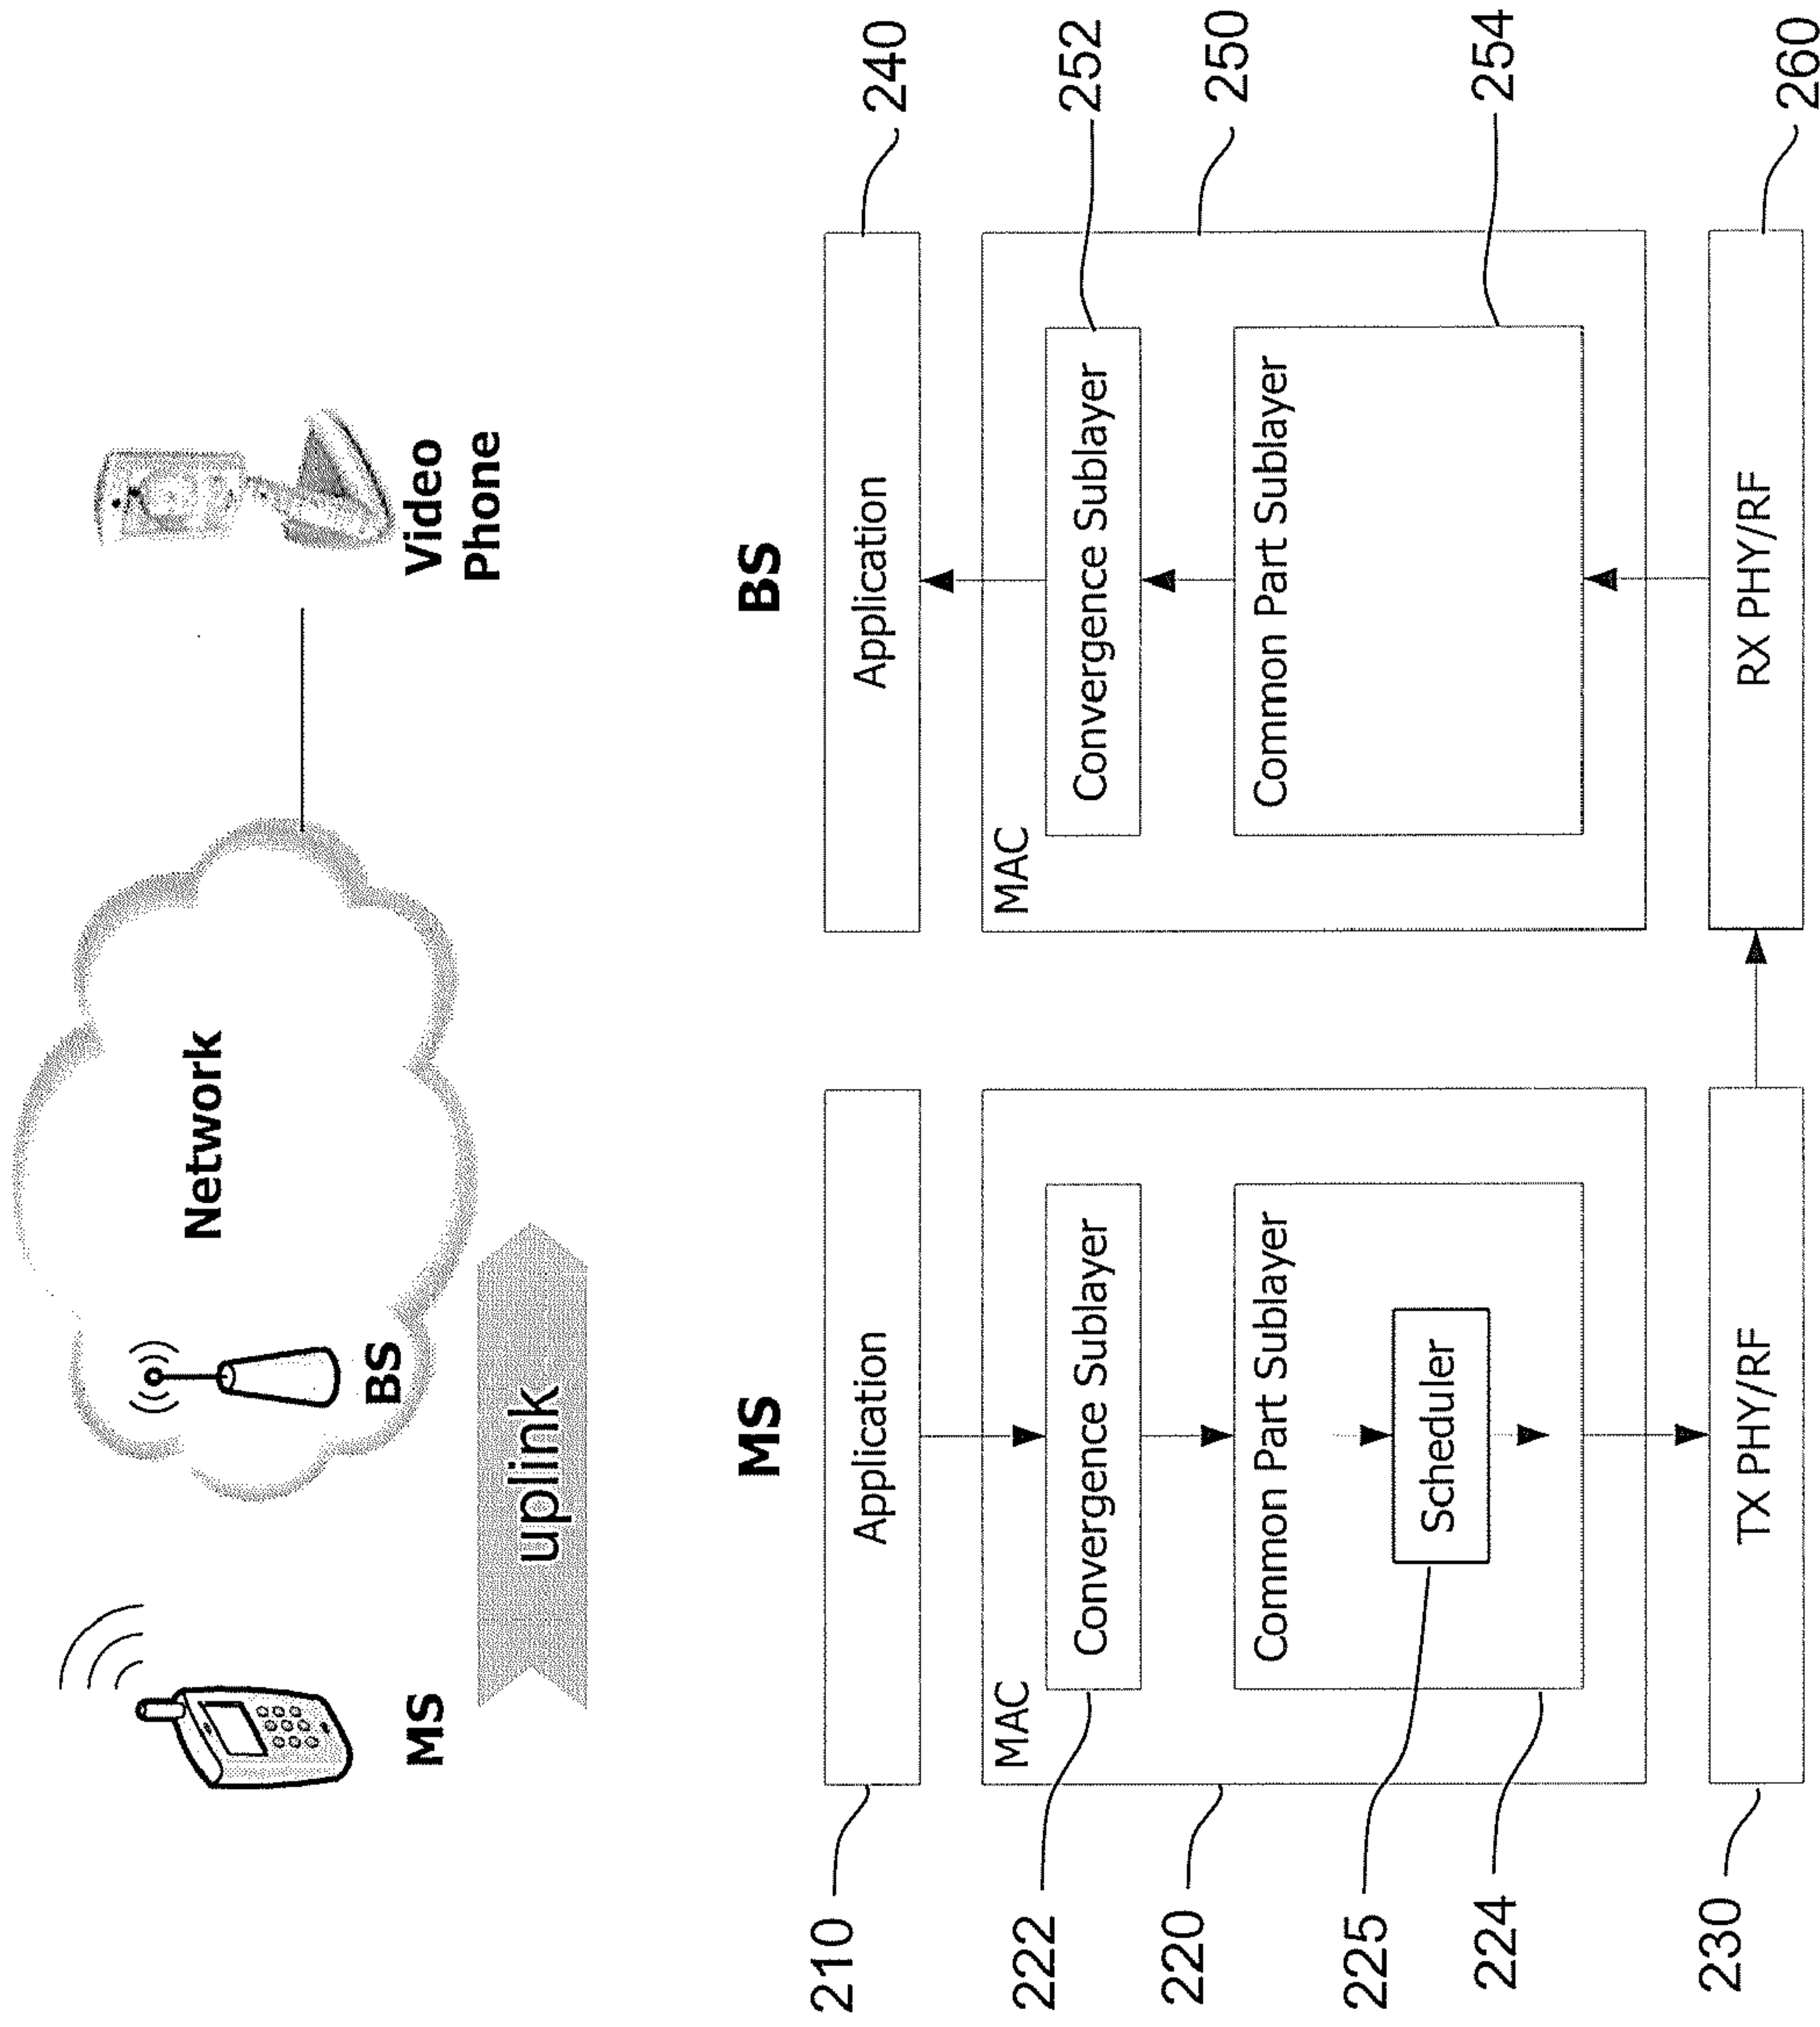 Network
BS
MS
uplink
Video
Phone
MS
BS
210
Application
Application
240
MAC
MAC
222
Convergence Sublayer
Convergence Sublayer
252
220
250
Common Part Sublayer
Common Part Sublayer
225
Scheduler
224
254
230
TX PHY/RF
RX PHY/RF
260